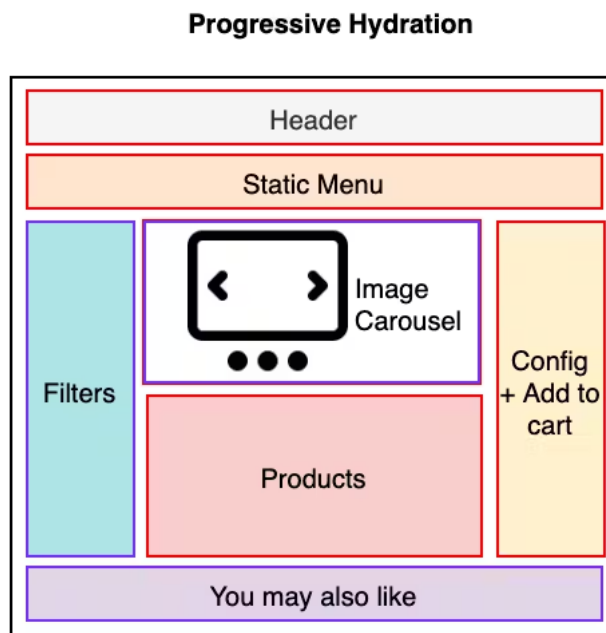 Progressive Hydration
Header
Static Menu
Filters
Image
Carousel
Config
+ Add to
cart
Products
You may also like